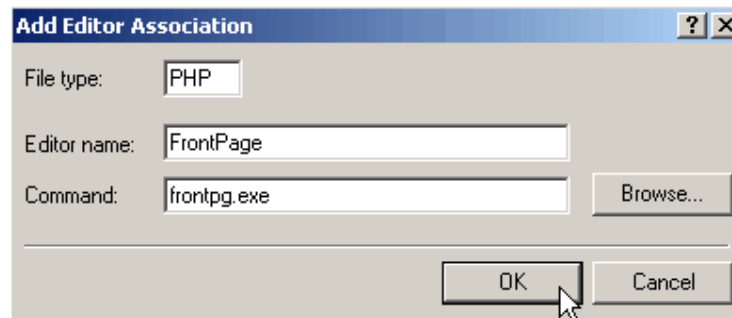 Add Editor Association
File type: PHP
Editor name: FrontPage
Command: frontpg.exe Browse...
OK Cancel